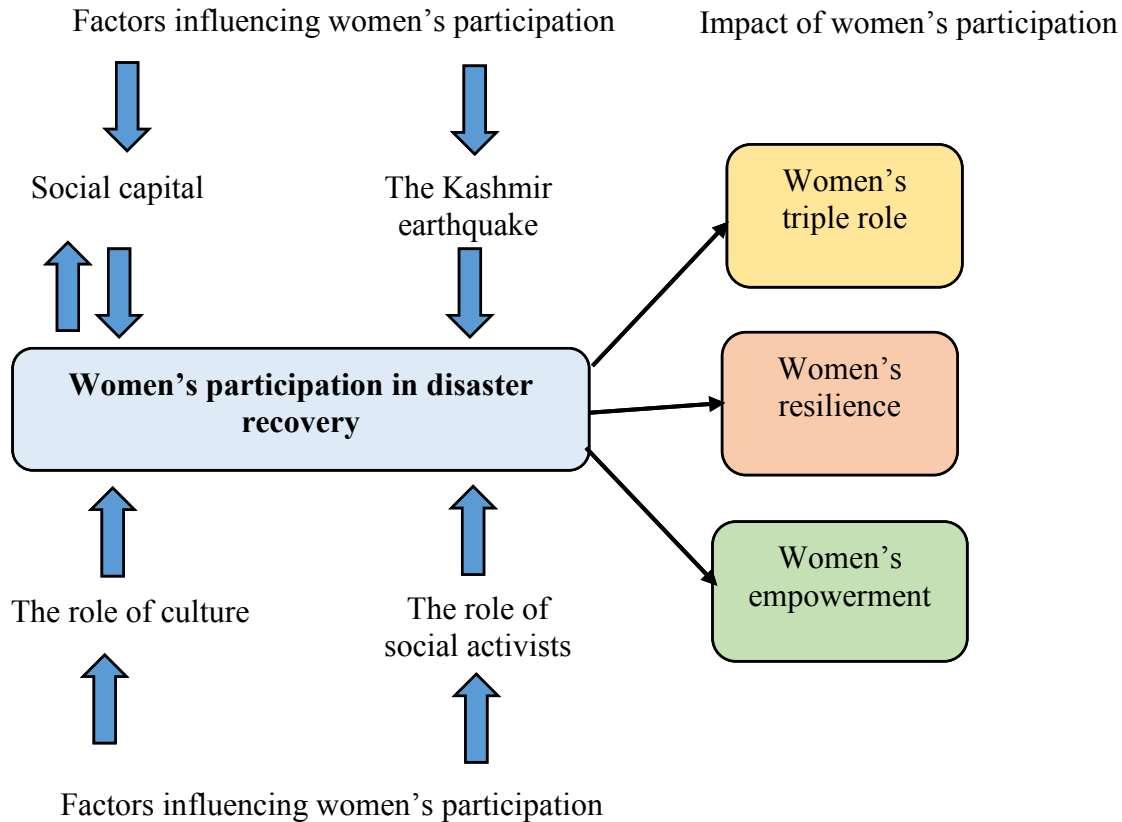 Factors influencing women’s participation
Impact of women’s participation
Social capital
The Kashmir
earthquake
Women’s
triple role
Women’s participation in disaster
recovery
Women’s
resilience
The role of culture
The role of
social activists
Women’s
empowerment
Factors influencing women’s participation